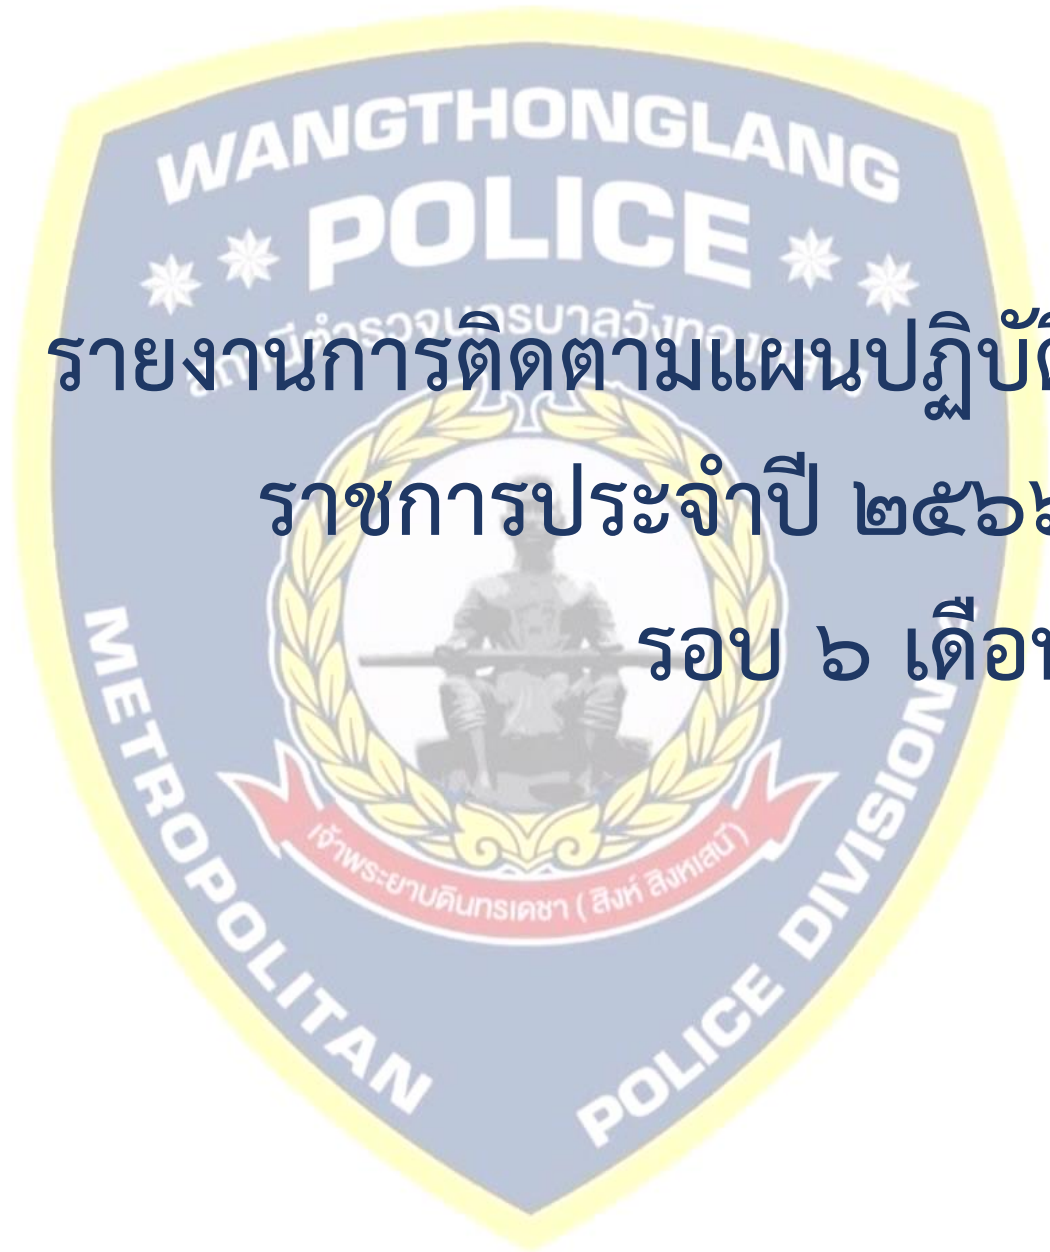 WANGTHONGLANG
POLICE
รายงานการติดตามแผนปฏิบัติ
ราชการประจำปี ๒๕๖๖
รอบ ๖ เดือน
METROPOLITAN
POLICE DIVISION
เจ้าพระยาบดินทรเดชา ( สิงห์ สิงหเสนี )